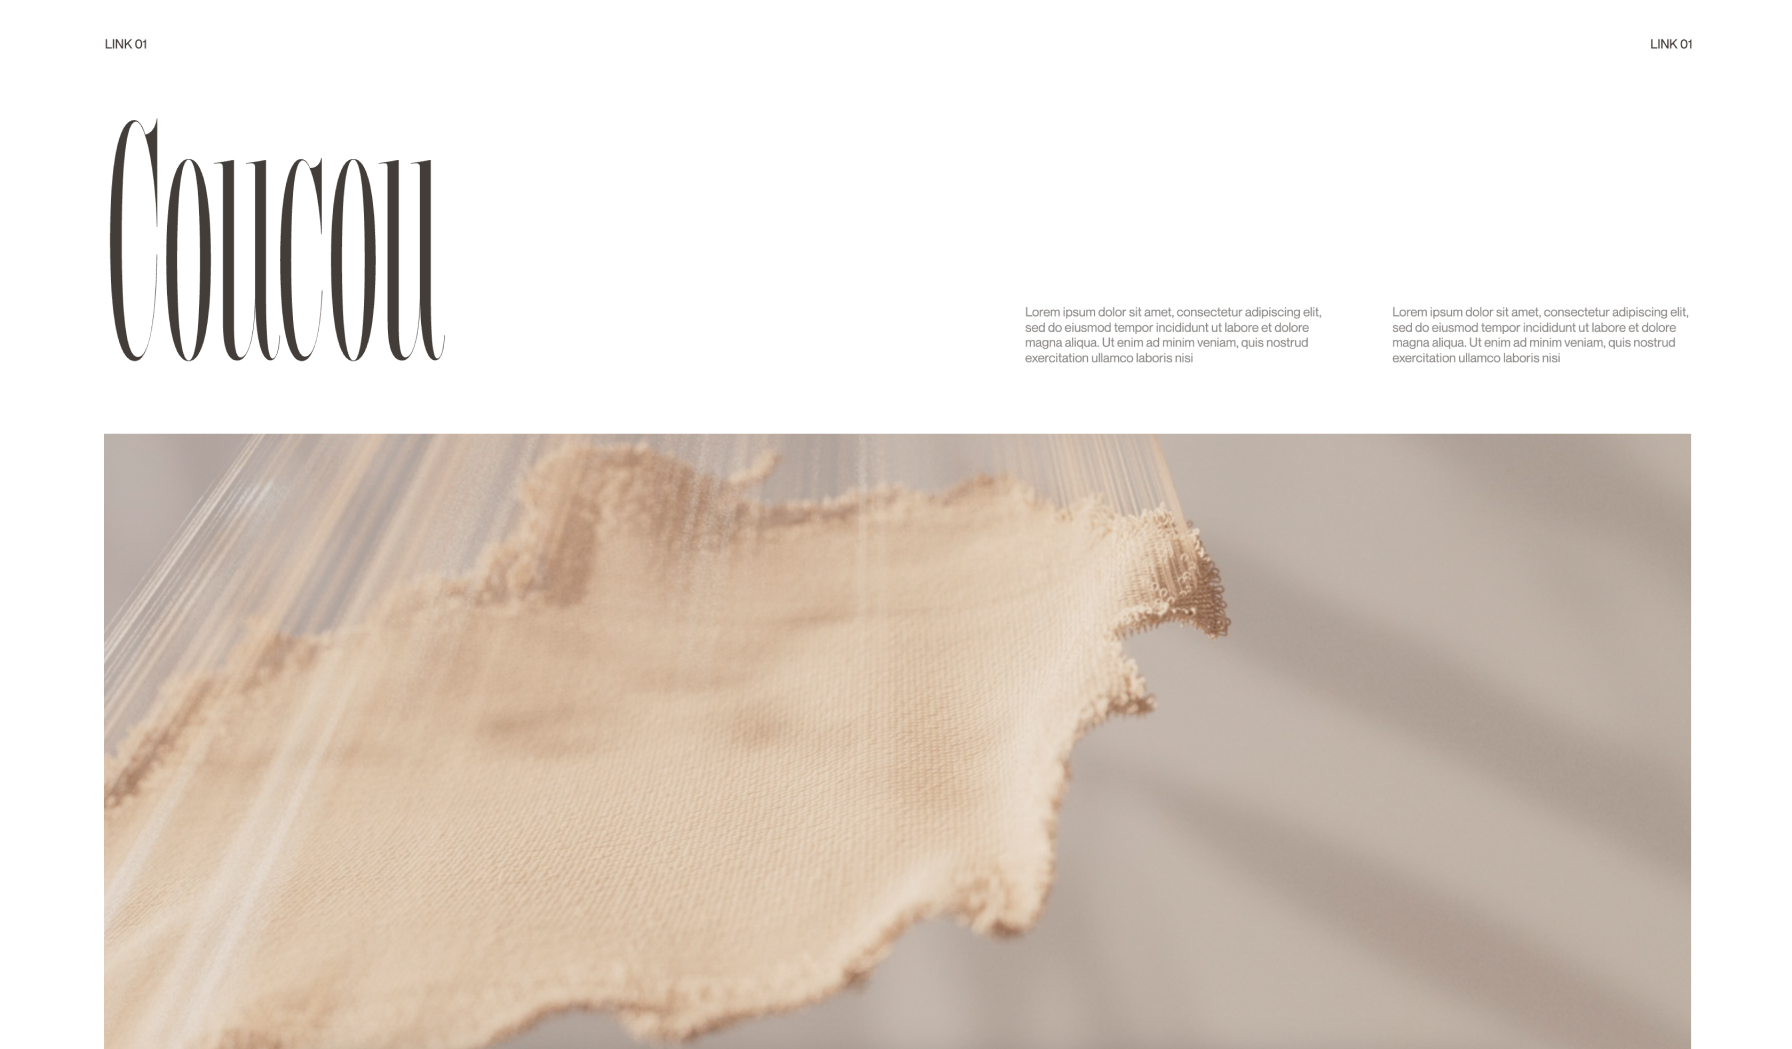 LINK 01
LINK 01
Coucou
Lorem ipsum dolor sit amet, consectetur adipiscing elit,
sed do eiusmod tempor incididunt ut labore et dolore
magna aliqua. Ut enim ad minim veniam, quis nostrud
exercitation ullamco laboris nisi
Lorem ipsum dolor sit amet, consectetur adipiscing elit,
sed do eiusmod tempor incididunt ut labore et dolore
magna aliqua. Ut enim ad minim veniam, quis nostrud
exercitation ullamco laboris nisi